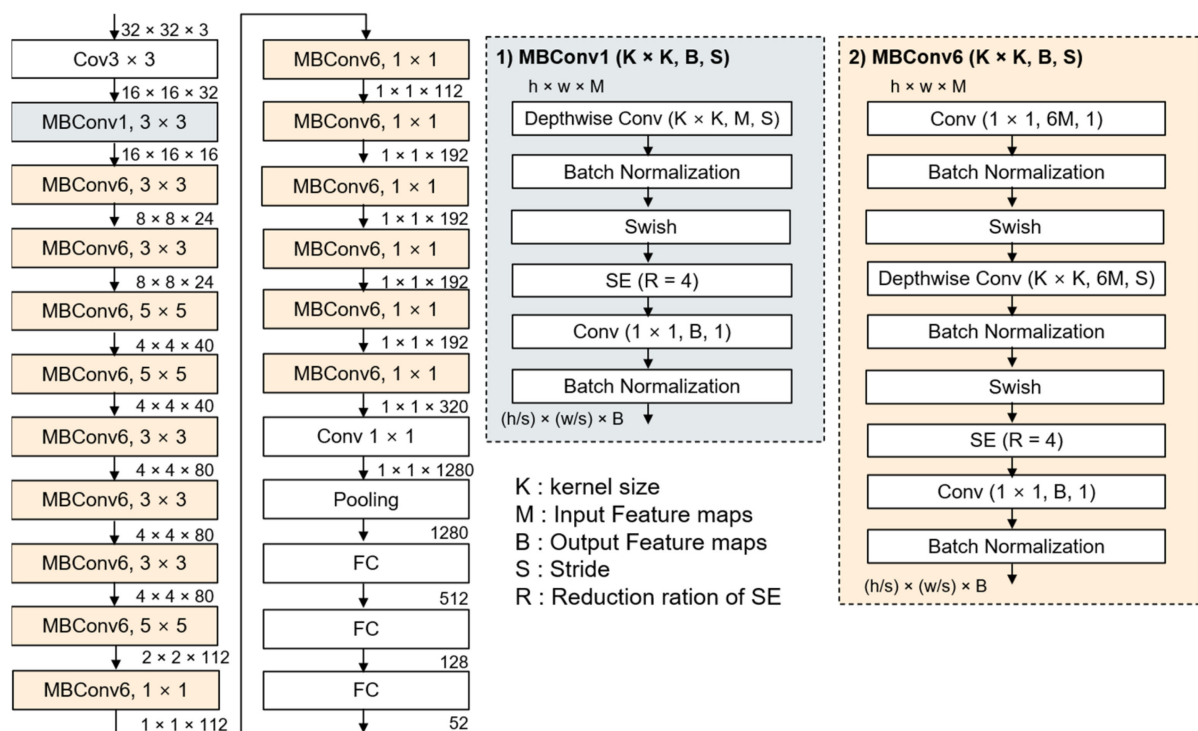 32 × 32 × 3
Cov3 × 3
16 × 16 × 32
MBConv1, 3 × 3
16 × 16 × 16
MBConv6, 3 × 3
8 × 8 × 24
MBConv6, 3 × 3
8 × 8 × 24
MBConv6, 5 × 5
4 × 4 × 40
MBConv6, 5 × 5
4 × 4 × 40
MBConv6, 3 × 3
4 × 4 × 80
MBConv6, 3 × 3
4 × 4 × 80
MBConv6, 3 × 3
4 × 4 × 80
MBConv6, 5 × 5
2 × 2 × 112
MBConv6, 1 × 1
1 × 1 × 112
MBConv6, 1 × 1
1 × 1 × 112
MBConv6, 1 × 1
1 × 1 × 192
MBConv6, 1 × 1
1 × 1 × 192
MBConv6, 1 × 1
1 × 1 × 192
MBConv6, 1 × 1
1 × 1 × 192
MBConv6, 1 × 1
1 × 1 × 320
Conv 1 × 1
1 × 1 × 1280
Pooling
1280
FC
512
FC
128
FC
52
1) MBConv1 (K × K, B, S)
h × w × M
Depthwise Conv (K × K, M, S)
Batch Normalization
Swish
SE (R = 4)
Conv (1 × 1, B, 1)
Batch Normalization
(h/s) × (w/s) × B
K : kernel size
M : Input Feature maps
B : Output Feature maps
S : Stride
R : Reduction ration of SE
2) MBConv6 (K × K, B, S)
h × w × M
Conv (1 × 1, 6M, 1)
Batch Normalization
Swish
Depthwise Conv (K × K, 6M, S)
Batch Normalization
Swish
SE (R = 4)
Conv (1 × 1, B, 1)
Batch Normalization
(h/s) × (w/s) × B